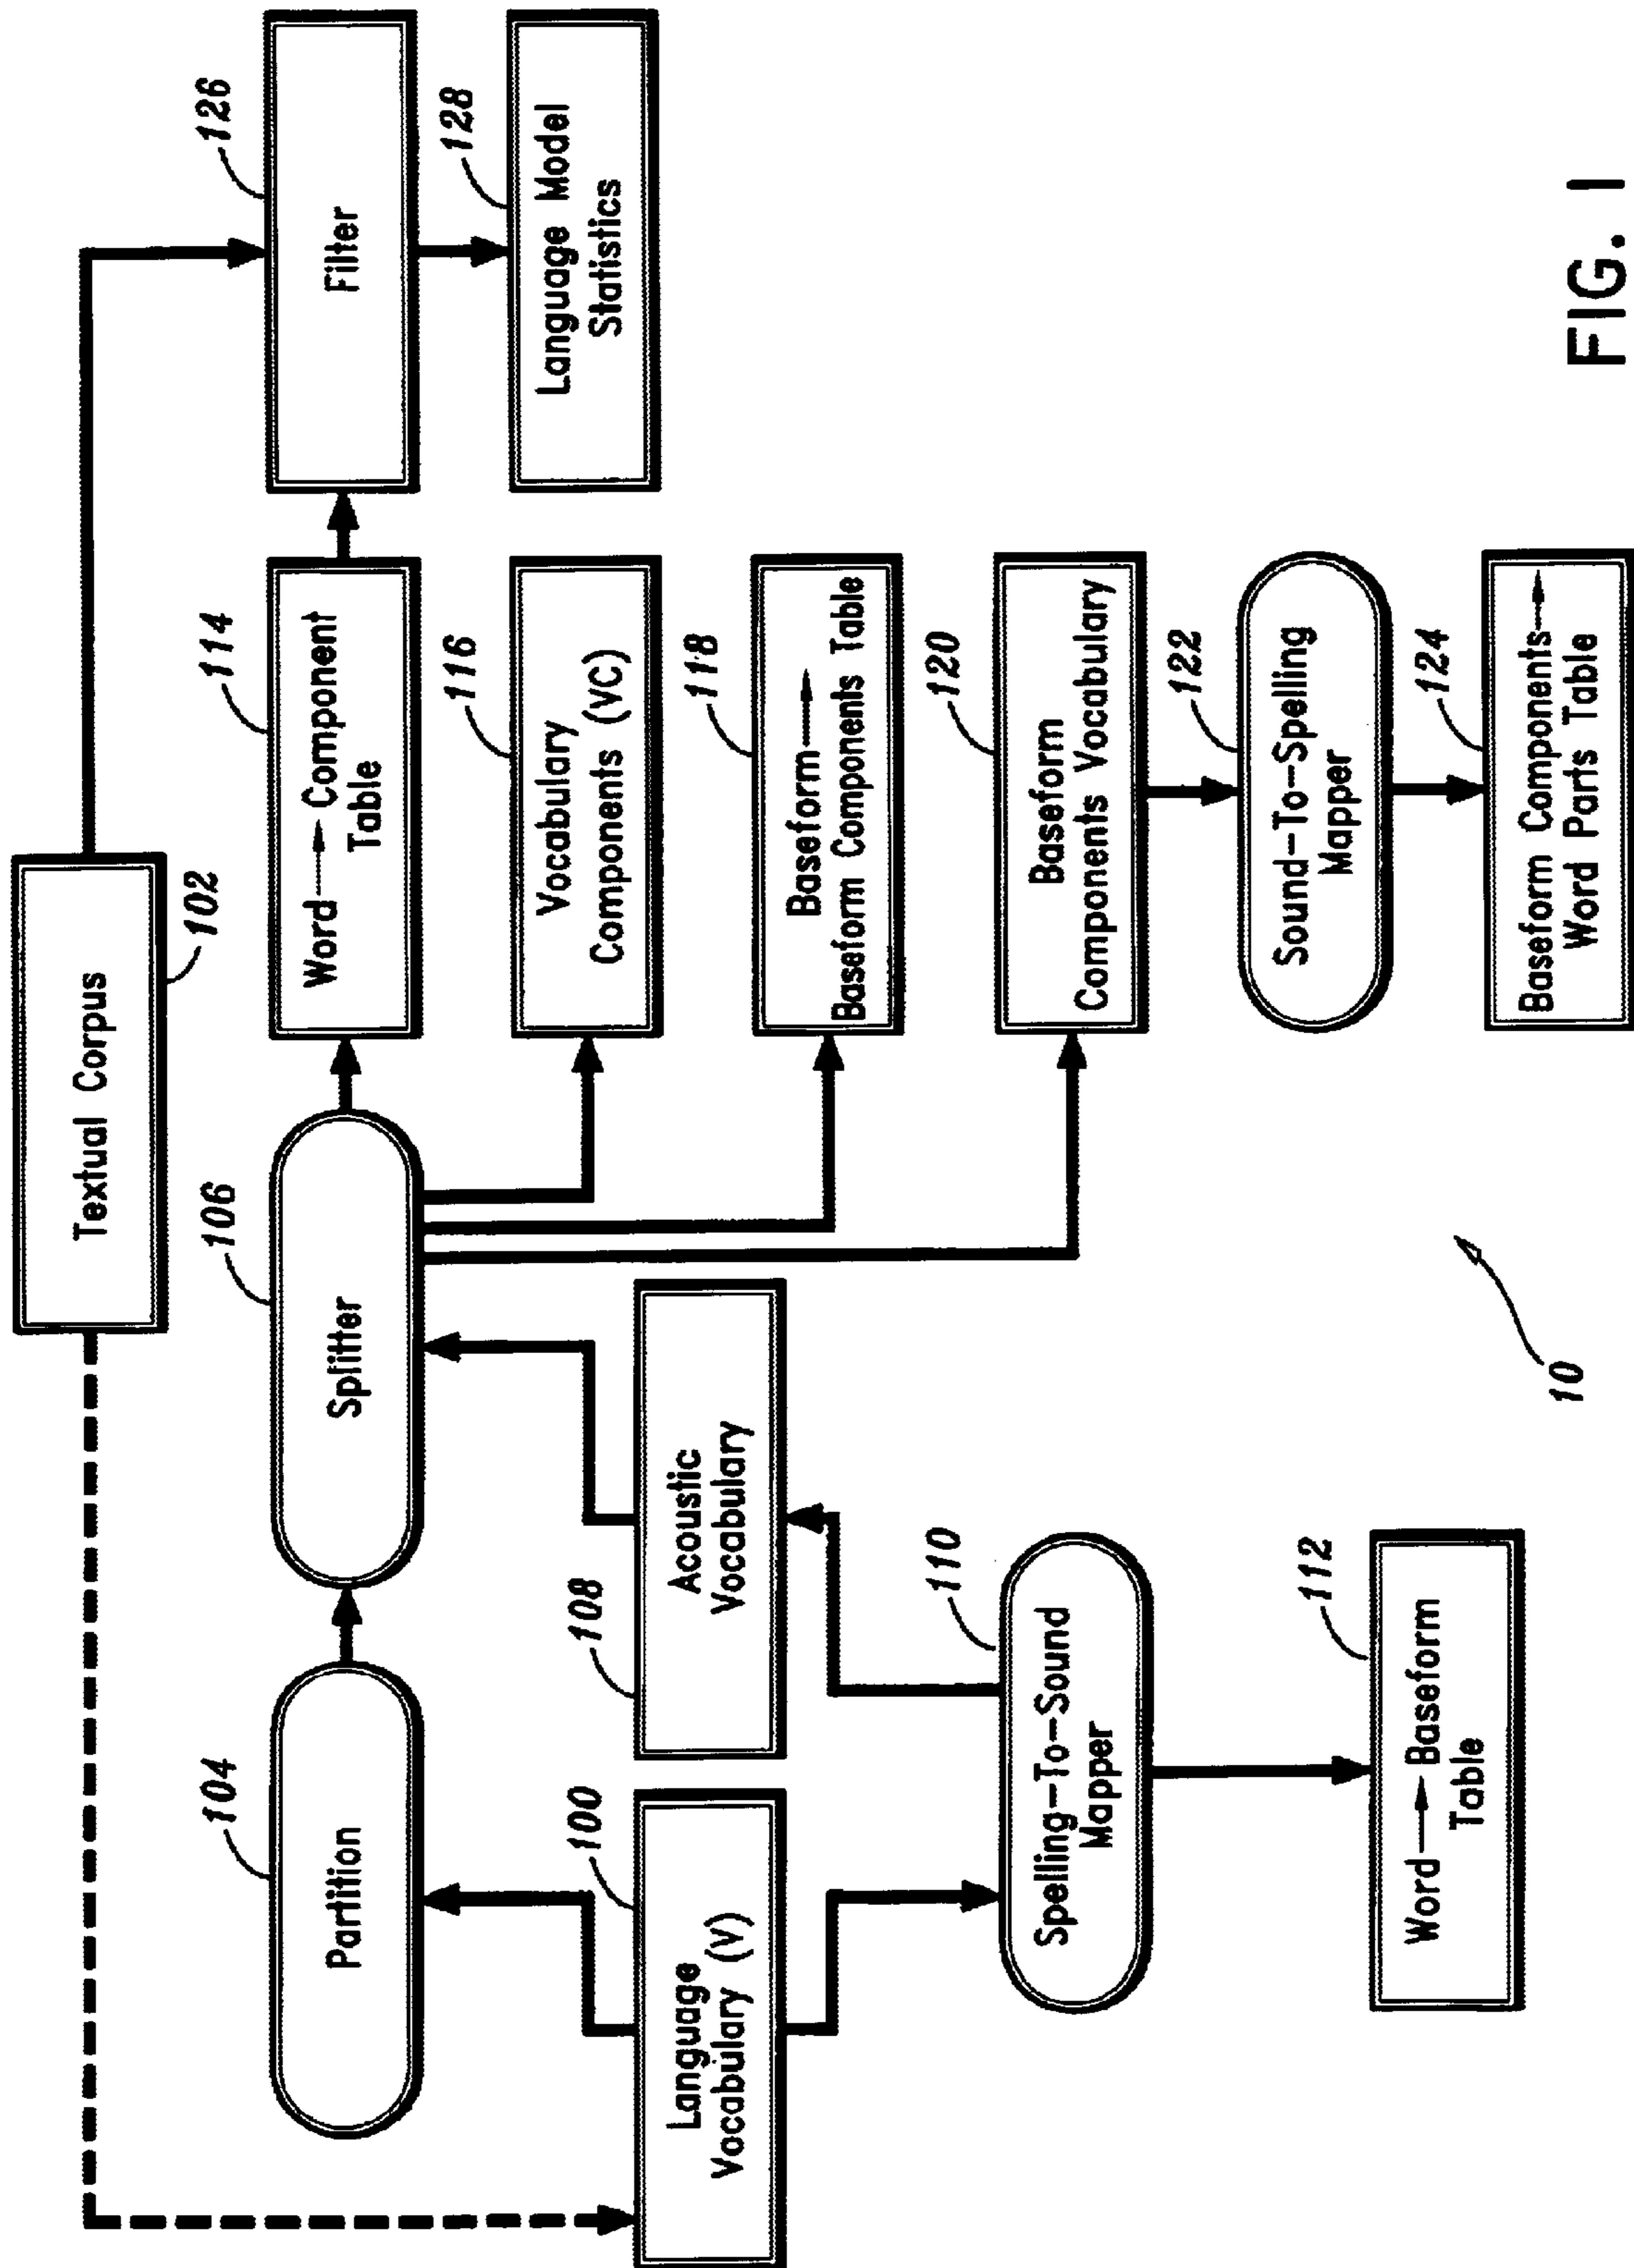 Textual Corpus
102
104
Partition
106
Splitter
114
Word → Component
Table
126
Filter
116
Vocabulary
Components (VC)
128
Language Model
Statistics
100
Language
Vocabulary (V)
108
Acoustic
Vocabulary
118
Baseform →
Baseform Components Table
110
Spelling-To-Sound
Mapper
120
Baseform
Components Vocabulary
122
Sound-To-Spelling
Mapper
112
Word → Baseform
Table
124
Baseform Components →
Word Parts Table
10
FIG. 1